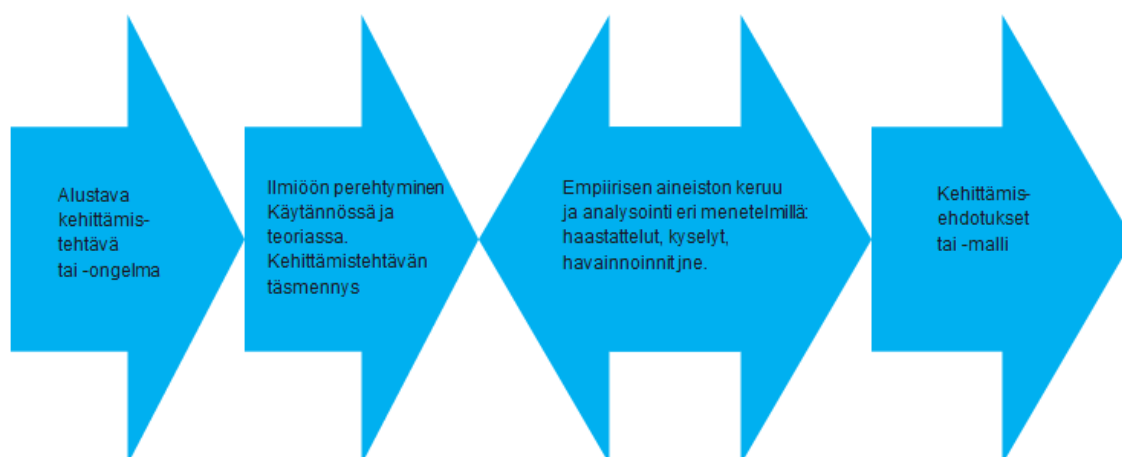 Alustava
kehittämis-
tehtävä
tai -ongelma
Ilmiöön perehtyminen
Käytännössä ja
teoriassa.
Kehittämistehtävän
täsmennys
Empiirisen aineiston keruu
ja analysointi eri menetelmillä:
haastattelut, kyselyt,
havainnoinnit jne.
Kehittämis-
ehdotukset
tai -malli